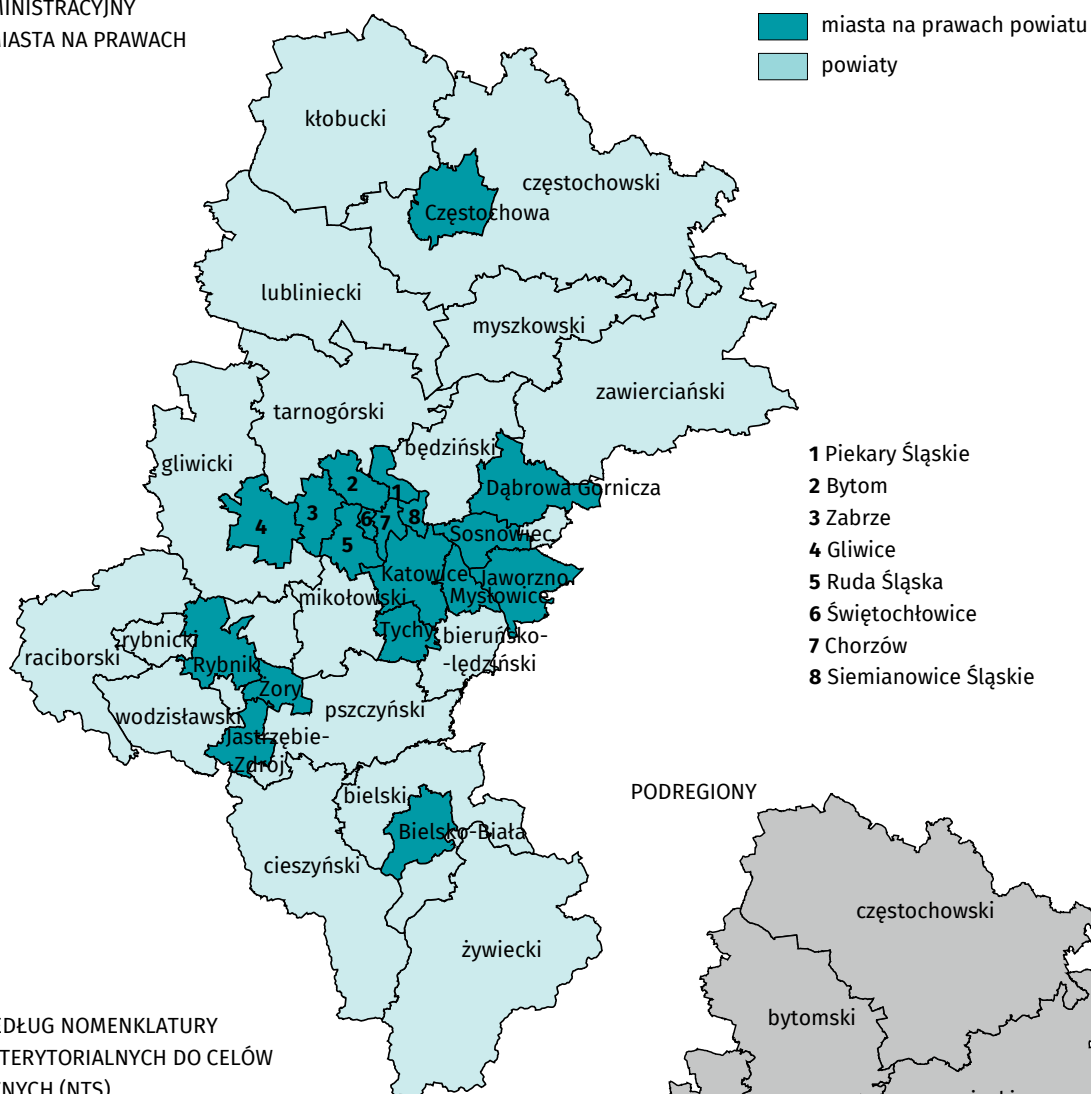 MINISTRACYJNY
MIASTA NA PRAWACH
miasta na prawach powiatu
powiaty
kłobucki
częstochowski
Częstochowa
lubliniecki
myszkowski
zawierciański
tarnogórski
będziński
gliwicki
Dąbrowa Górnicza
1
2
3
4
5
6
7
8
Sosnowiec
Katowice
Jaworzno
Mysłowice
mikołowski
Tychy
bieruńsko-
-lędziński
rybnicki
raciborski
Rybnik
Żory
wodzisławski
pszczyński
Jastrzębie-
-Zdrój
bielski
Bielsko-Biała
cieszyński
żywiecki
1 Piekary Śląskie
2 Bytom
3 Zabrze
4 Gliwice
5 Ruda Śląska
6 Świętochłowice
7 Chorzów
8 Siemianowice Śląskie
PODREGIONY
częstochowski
bytomski
EDŁUG NOMENKLATURY
TERYTORIALNYCH DO CELÓW
ZNYCH (NTS)